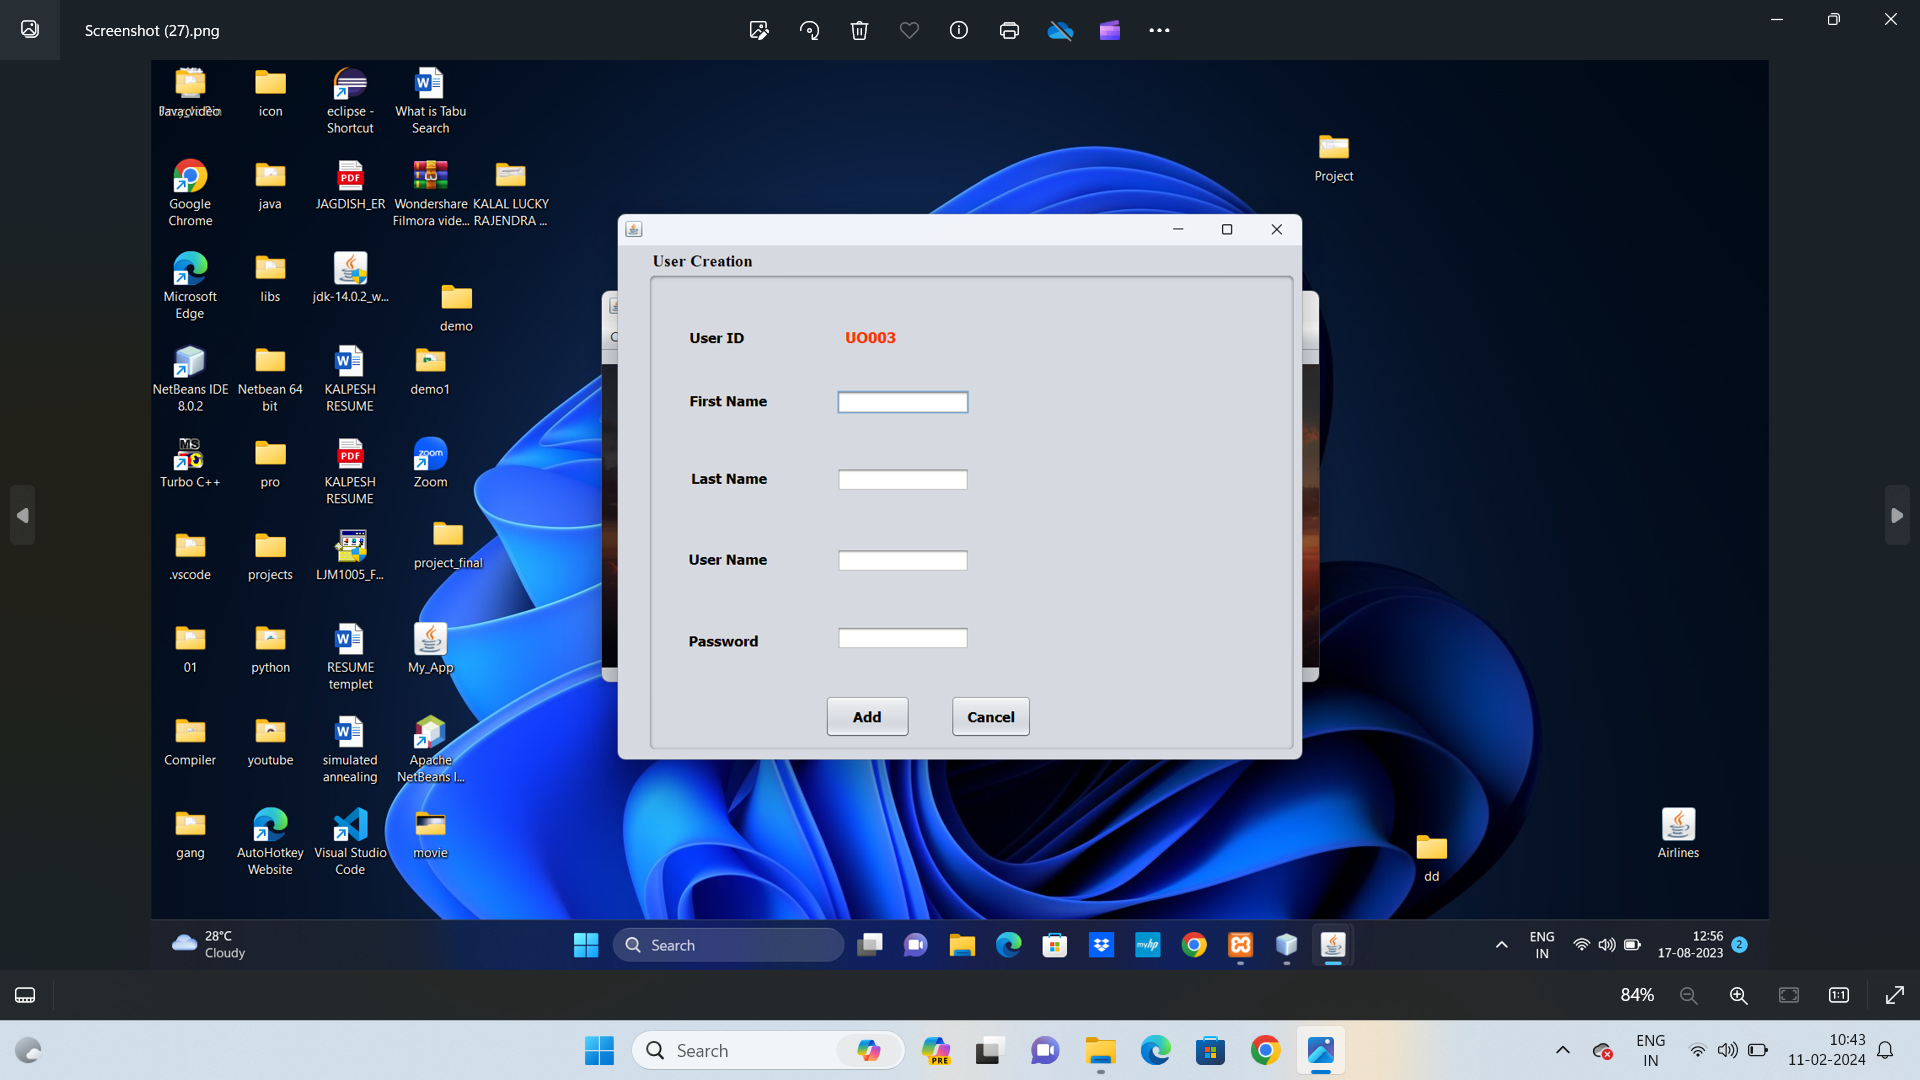 Screenshot (27).png
icon
eclipse -
Shortcut
What is Tabu
Search
Google
Chrome
java
JAGDISH_ER
Wondershare
Filmora vide...
KALAL LUCKY
RAJENDRA ...
Project
Microsoft
Edge
libs
jdk-14.0.2_w...
demo
NetBeans IDE
8.0.2
Netbean 64
bit
KALPESH
RESUME
demo1
Turbo C++
pro
KALPESH
RESUME
Zoom
.vscode
projects
LJM1005_F...
project_final
01
python
RESUME
templet
My_App
Compiler
youtube
simulated
annealing
Apache
NetBeans I...
gang
AutoHotkey
Website
Visual Studio
Code
movie
dd
Airlines
User Creation
User ID UO003
First Name
Last Name
User Name
Password
Add Cancel
28°C
Cloudy
Search
ENG
IN
12:56
17-08-2023
2
84%
Search
PRE
ENG
IN
10:43
11-02-2024